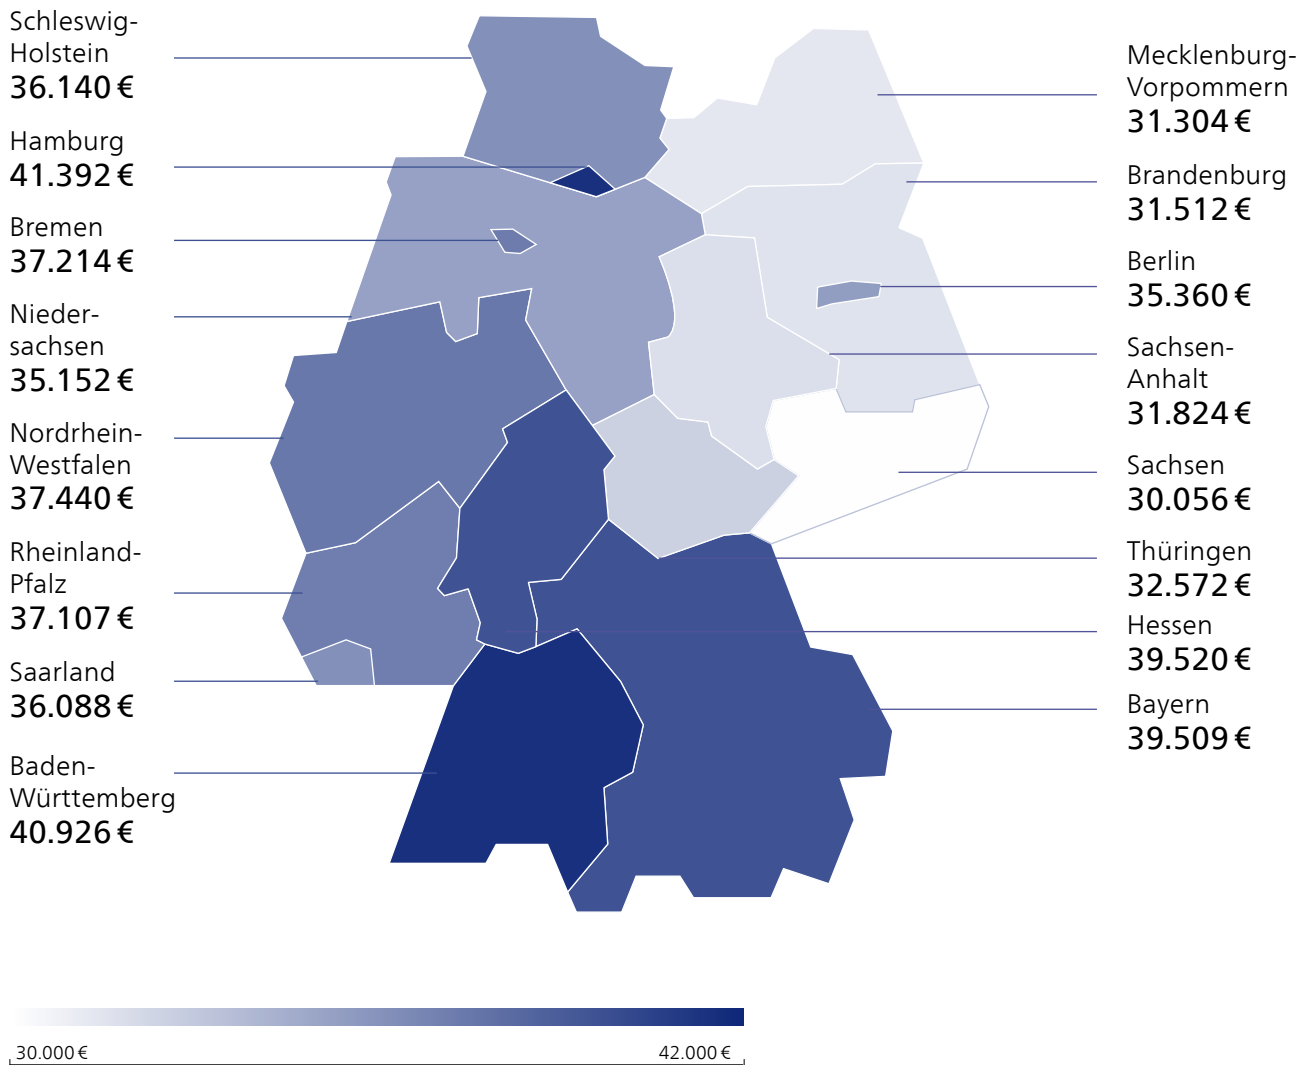 Schleswig-
Holstein
36.140 €
Hamburg
41.392 €
Bremen
37.214 €
Nieder-
sachsen
35.152 €
Nordrhein-
Westfalen
37.440 €
Rheinland-
Pfalz
37.107 €
Saarland
36.088 €
Baden-
Württemberg
40.926 €
Mecklenburg-
Vorpommern
31.304 €
Brandenburg
31.512 €
Berlin
35.360 €
Sachsen-
Anhalt
31.824 €
Sachsen
30.056 €
Thüringen
32.572 €
Hessen
39.520 €
Bayern
39.509 €
30.000 €
42.000 €